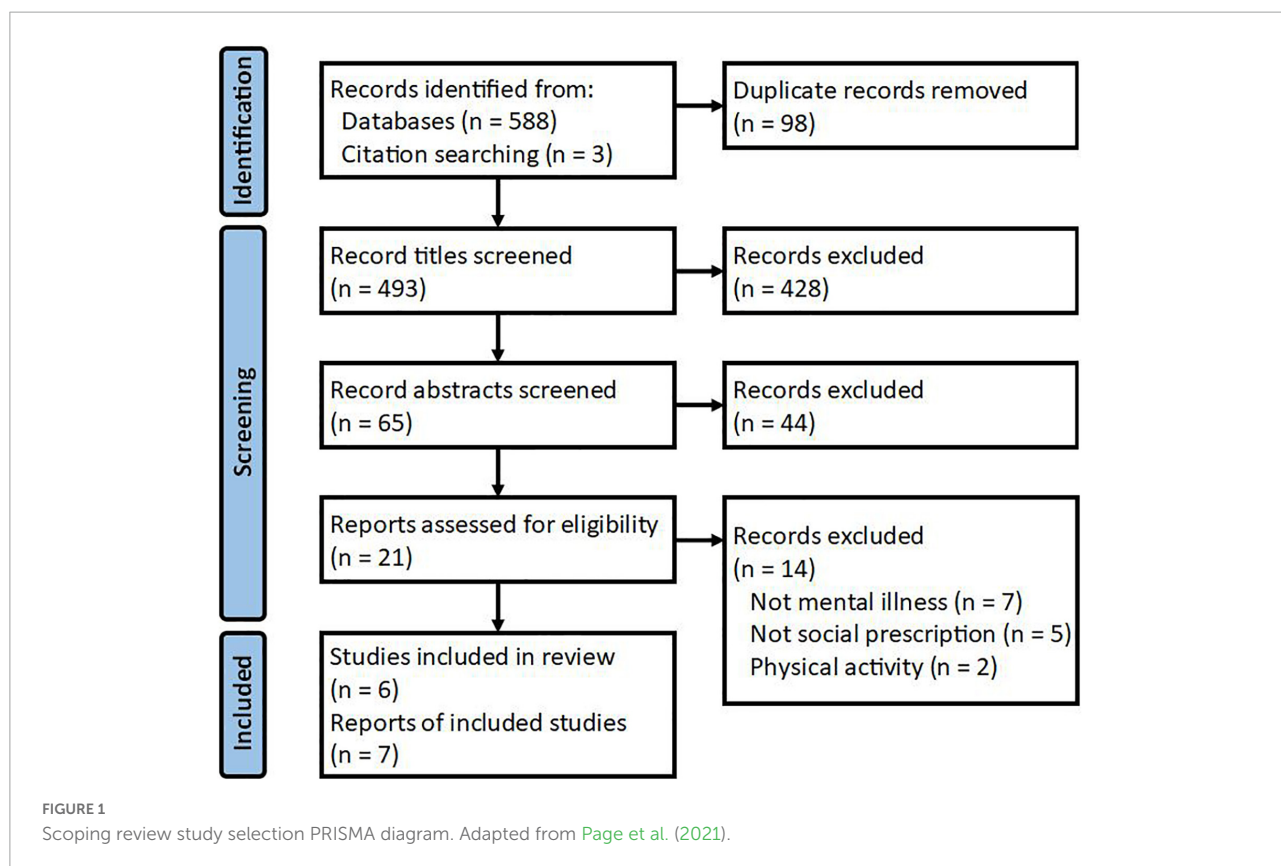 Identification
Records identified from:
Databases (n = 588)
Citation searching (n = 3)
Duplicate records removed
(n = 98)
Screening
Record titles screened
(n = 493)
Records excluded
(n = 428)
Record abstracts screened
(n = 65)
Records excluded
(n = 44)
Reports assessed for eligibility
(n = 21)
Records excluded
(n = 14)
Not mental illness (n = 7)
Not social prescription (n = 5)
Physical activity (n = 2)
Included
Studies included in review
(n = 6)
Reports of included studies
(n = 7)
FIGURE 1
Scoping review study selection PRISMA diagram. Adapted from Page et al. (2021).